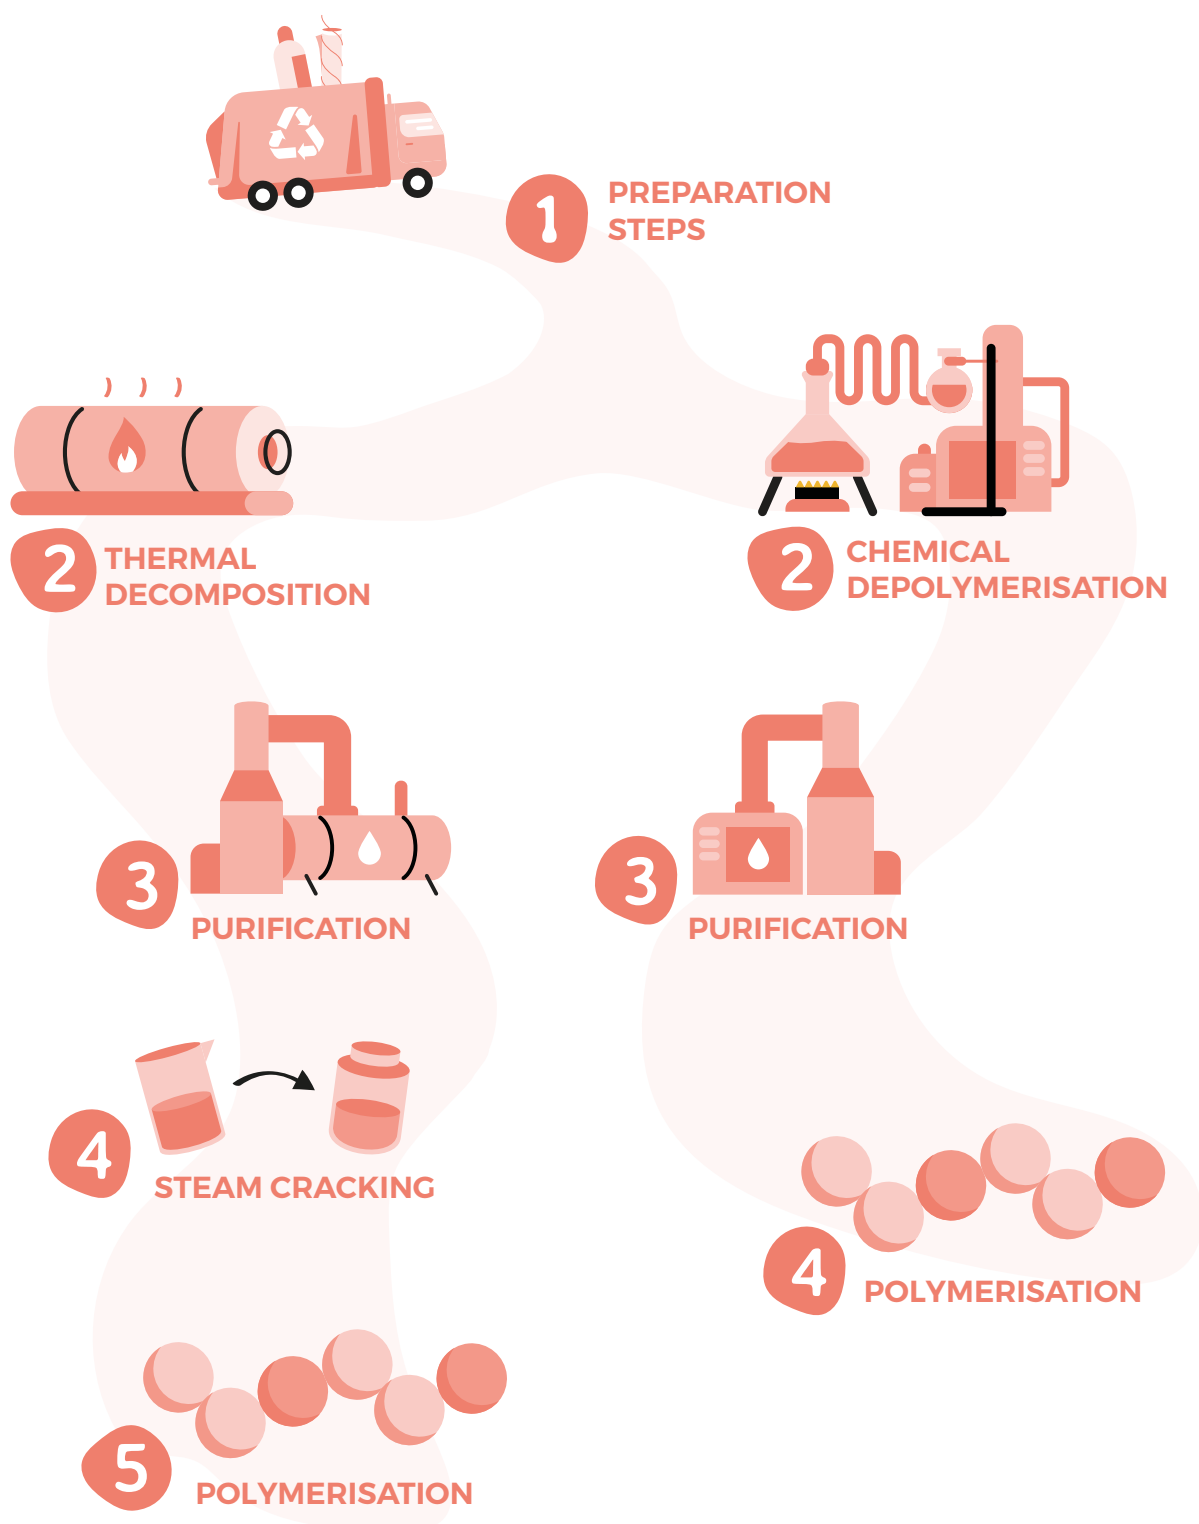 1
PREPARATION
STEPS
2
THERMAL
DECOMPOSITION
2
CHEMICAL
DEPOLYMERISATION
3
PURIFICATION
3
PURIFICATION
4
STEAM CRACKING
4
POLYMERISATION
5
POLYMERISATION